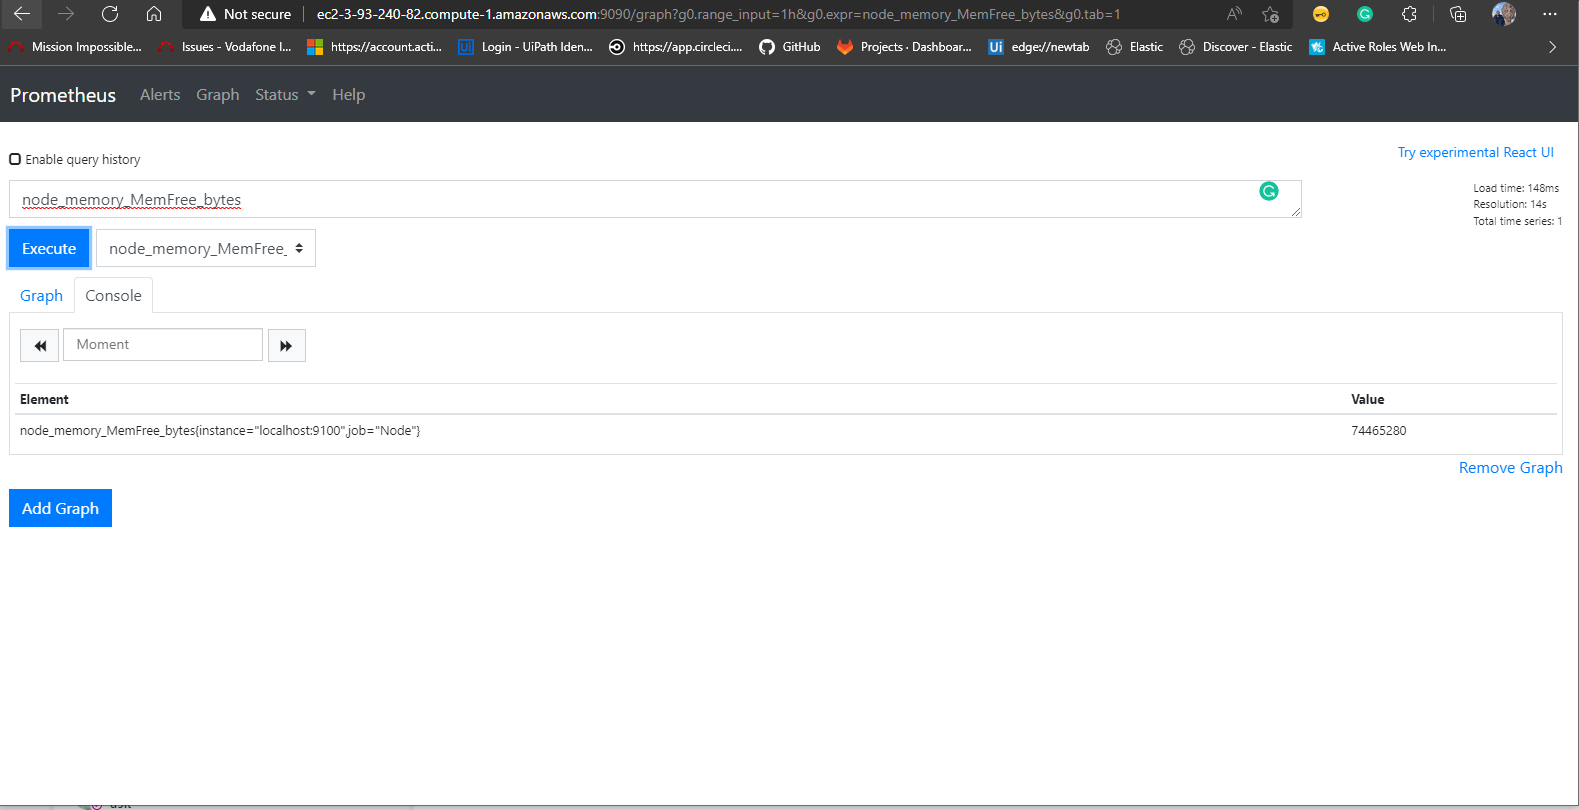 Not secure
ec2-3-93-240-82.compute-1.amazonaws.com:9090/graph?g0.range_input=1h&g0.expr=node_memory_MemFree_bytes&g0.tab=1
Mission Impossible... Issues - Vodafone I... https://account.acti... Login - UiPath Iden... https://app.circleci.... GitHub Projects · Dashboar... edge://newtab Elastic Discover - Elastic Active Roles Web In...
Prometheus Alerts Graph Status Help
Enable query history
Try experimental React UI
node_memory_MemFree_bytes
Load time: 148ms
Resolution: 14s
Total time series: 1
Execute node_memory_MemFree_
Graph Console
Moment
Element Value
node_memory_MemFree_bytes{instance="localhost:9100",job="Node"} 74465280
Remove Graph
Add Graph